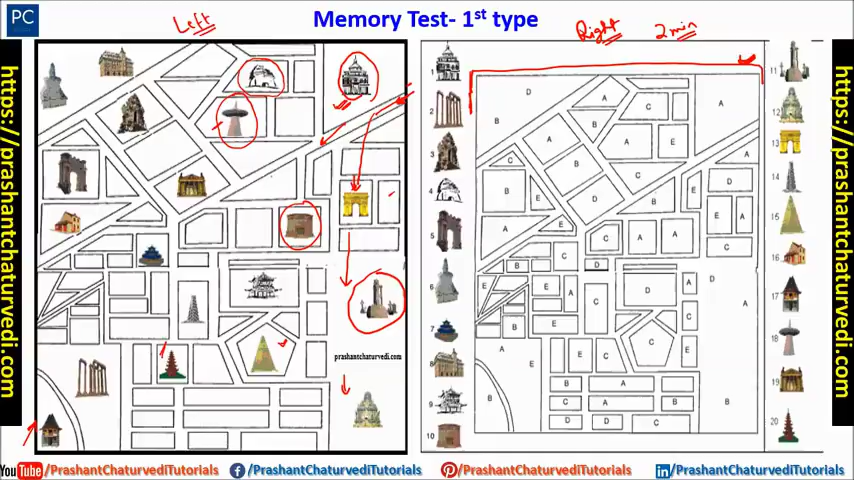 PC
Left
Memory Test- 1st type
Right 2min
https://prashantchaturvedi.com
https://prashantchaturvedi.com
prashantchaturvedi.com
1
2
3
4
5
6
7
8
9
10
11
12
13
14
15
16
17
18
19
20
D
B
A
C
A
A
B
B
C
A
B
C
C
A
B
E
B
D
E
A
A
E
C
A
A
C
B
C
D
D
A
E
A
C
D
B
E
E
A
E
C
C
B
A
C
A
B
D
D
C
A
B
YouTube /PrashantChaturvediTutorials
f /PrashantChaturvediTutorials
/PrashantChaturvediTutorials
in /PrashantChaturvediTutorials